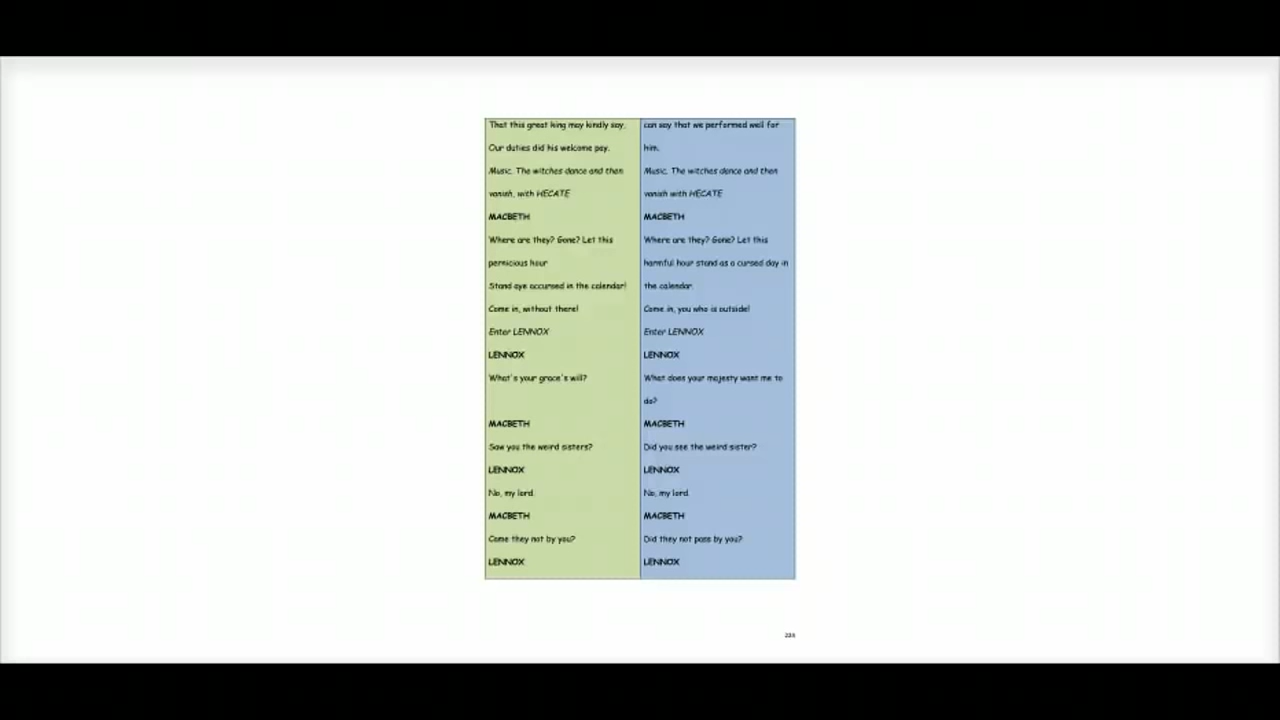 That this great king may kindly say,
Our duties did his welcome pay.
Music. The witches dance and then
vanish, with HECATE
MACBETH
Where are they? Gone? Let this
pernicious hour
Stand aye accursed in the calendar!
Come in, without there!
Enter LENNOX
LENNOX
What's your grace's will?
MACBETH
Saw you the weird sisters?
LENNOX
No, my lord.
MACBETH
Came they not by you?
LENNOX
can say that we performed well for
him.
Music. The witches dance and then
vanish with HECATE
MACBETH
Where are they? Gone? Let this
harmful hour stand as a cursed day in
the calendar.
Come in, you who is outside!
Enter LENNOX
LENNOX
What does your majesty want me to
do?
MACBETH
Did you see the weird sister?
LENNOX
No, my lord.
MACBETH
Did they not pass by you?
LENNOX